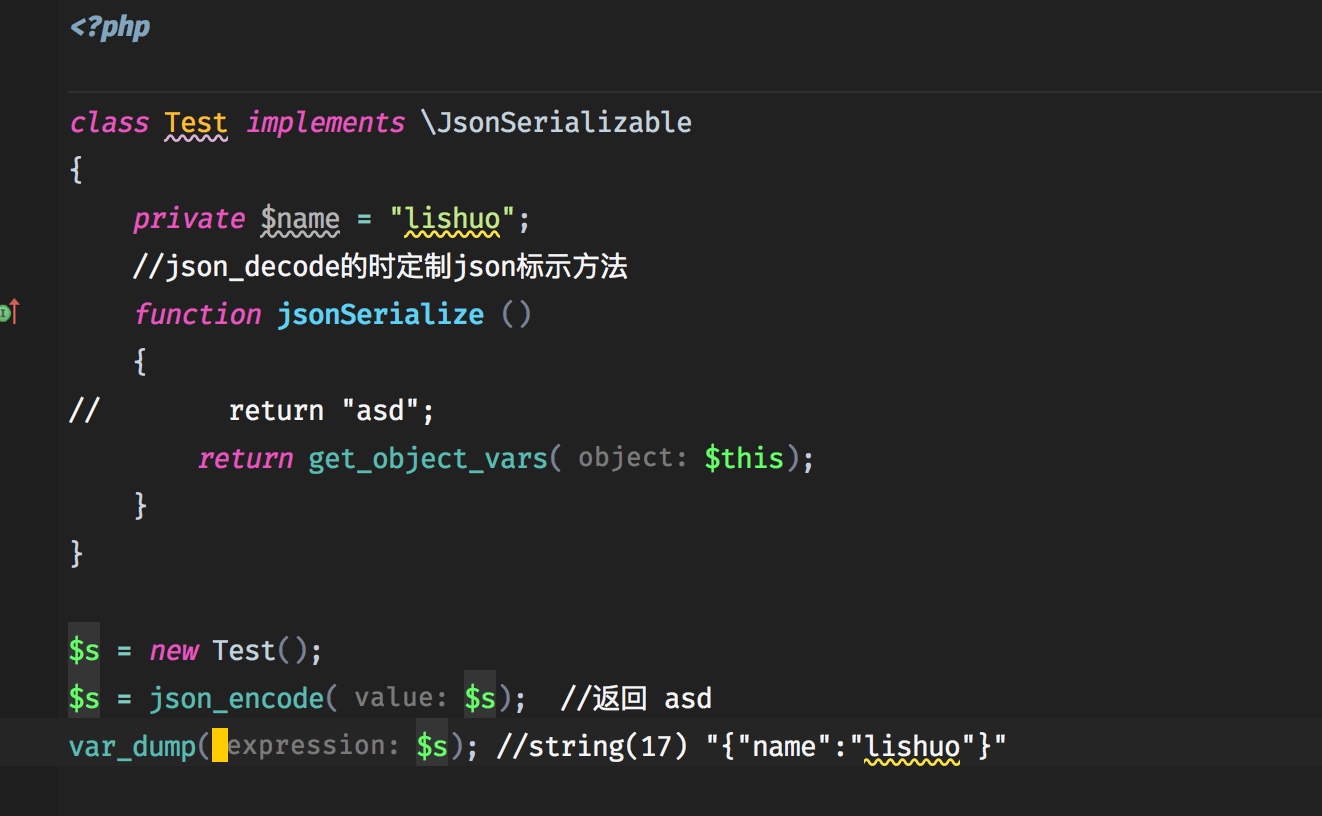 <?php
class Test implements \JsonSerializable
{
    private $name = "lishuo";
    //json_decode的时定制json标示方法
    function jsonSerialize ()
    {
//        return "asd";
        return get_object_vars( object: $this);
    }
}
$s = new Test();
$s = json_encode( value: $s);  //返回 asd
var_dump( expression: $s); //string(17) "{"name":"lishuo"}"